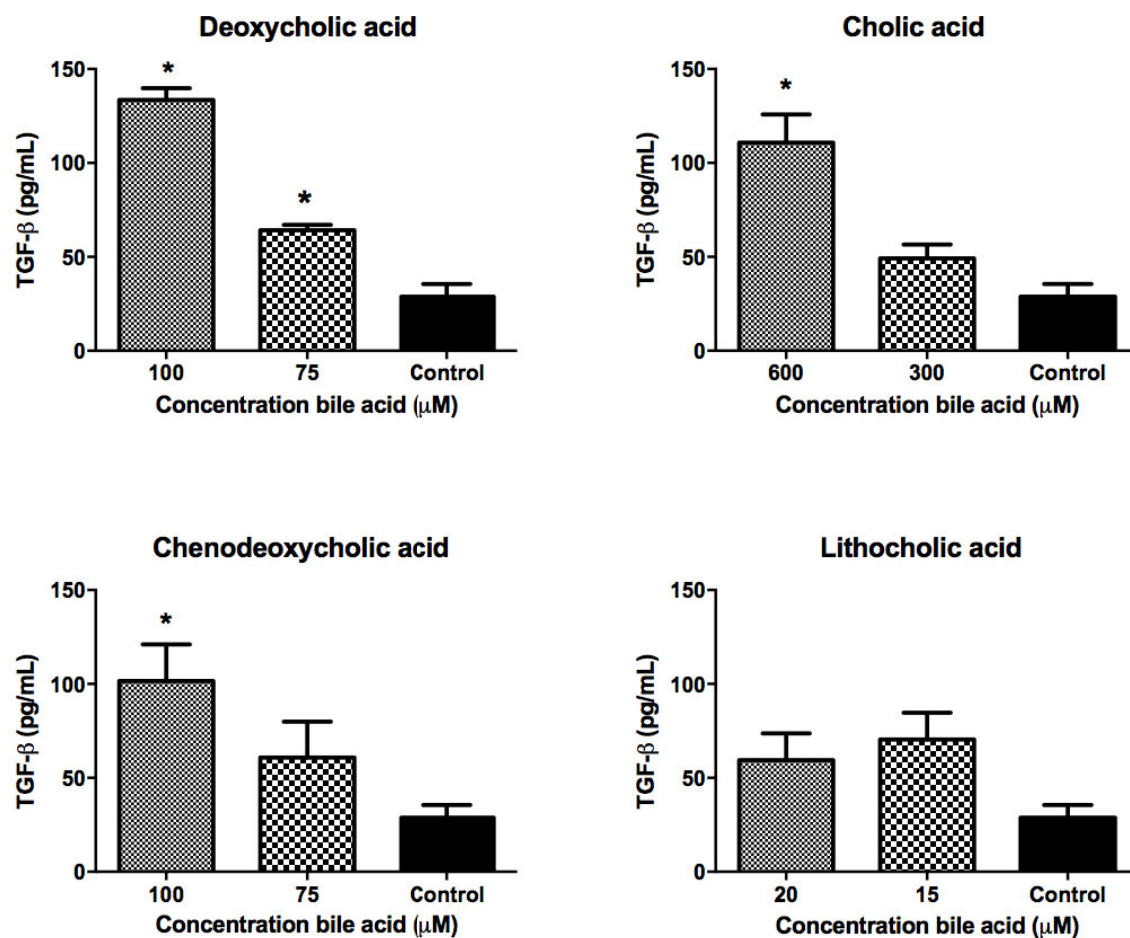 Deoxycholic acid
*
*
150
100
50
0
TGF-β (pg/mL)
100 75 Control
Concentration bile acid (μM)
Cholic acid
*
150
100
50
0
TGF-β (pg/mL)
600 300 Control
Concentration bile acid (μM)
Chenodeoxycholic acid
*
150
100
50
0
TGF-β (pg/mL)
100 75 Control
Concentration bile acid (μM)
Lithocholic acid
150
100
50
0
TGF-β (pg/mL)
20 15 Control
Concentration bile acid (μM)